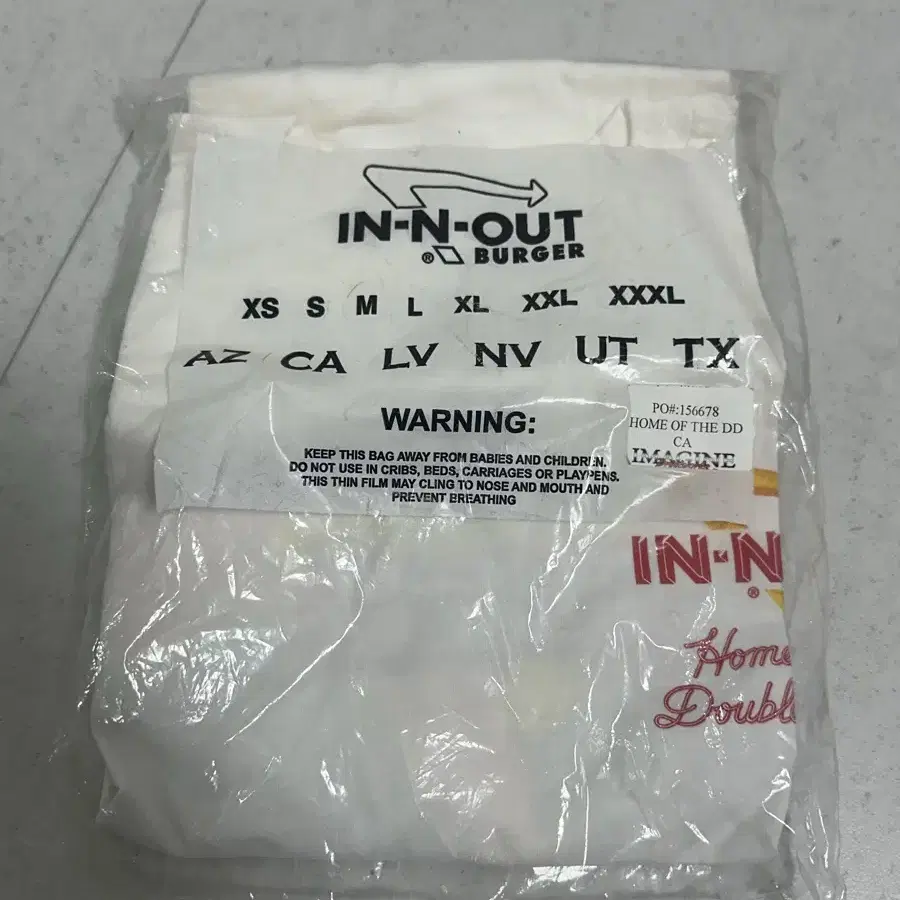 IN-N-OUT
® BURGER
XS S M L XL XXL XXXL
AZ CA LV NV UT TX
WARNING:
KEEP THIS BAG AWAY FROM BABIES AND CHILDREN.
DO NOT USE IN CRIBS, BEDS, CARRIAGES OR PLAYPENS.
THIS THIN FILM MAY CLING TO NOSE AND MOUTH AND
PREVENT BREATHING
PO#:156678
HOME OF THE DD
CA
IMAGINE
IN-N
®
Home
Doubl